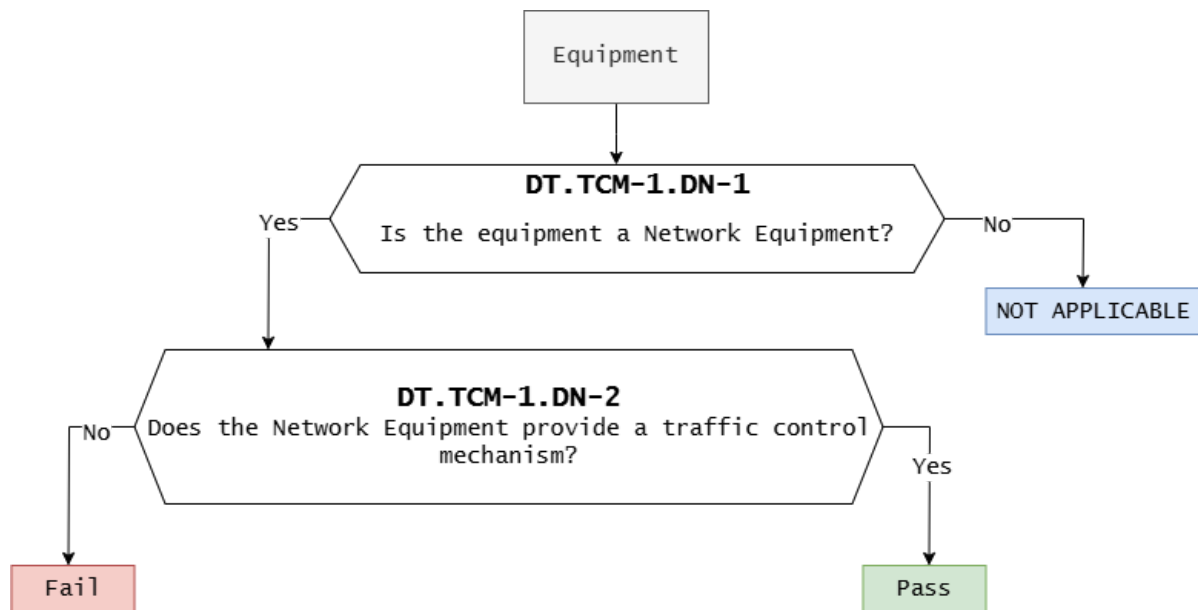 Equipment
DT.TCM-1.DN-1
Is the equipment a Network Equipment?
Yes
No
NOT APPLICABLE
DT.TCM-1.DN-2
Does the Network Equipment provide a traffic control
mechanism?
No
Yes
Fail
Pass